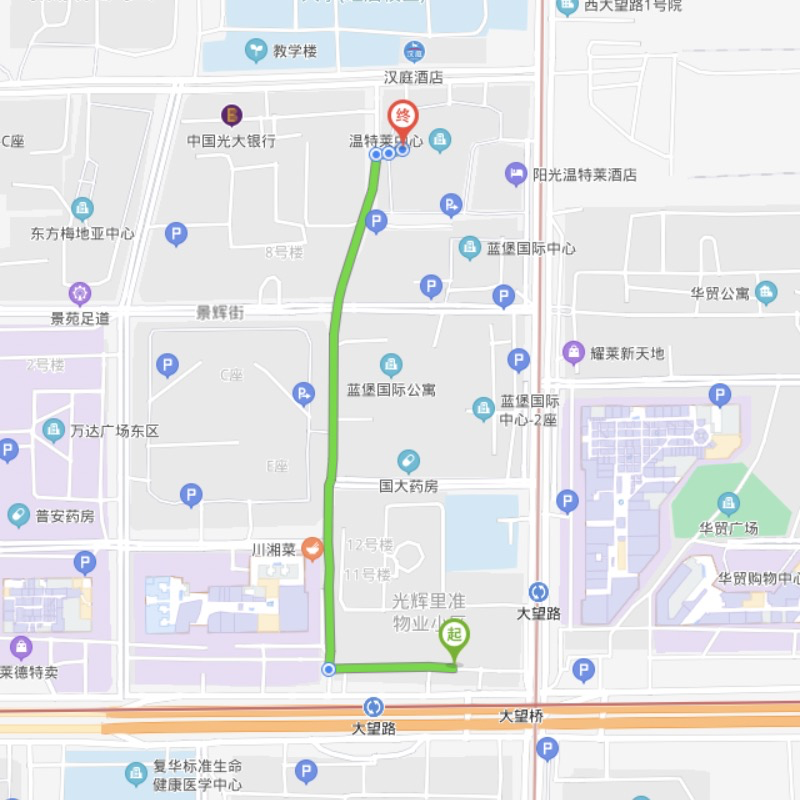 西大望路1号院
教学楼
汉庭
汉庭酒店
C座
中国光大银行
终
温特莱中心
阳光温特莱酒店
东方梅地亚中心
P
P
P
8号楼
蓝堡国际中心
P
P
华贸公寓
景苑足道
景辉街
2号楼
P
C座
P
蓝堡国际公寓
P
耀莱新天地
P
P
蓝堡国际
中心-2座
万达广场东区
P
E座
国大药房
P
P
华贸广场
普安药房
川湘菜
12号楼
P
11号楼
华贸购物中心
光辉里准
物业小
大望路
起
莱德特卖
P
大望路
大望桥
P
复华标准生命
健康医学中心
P